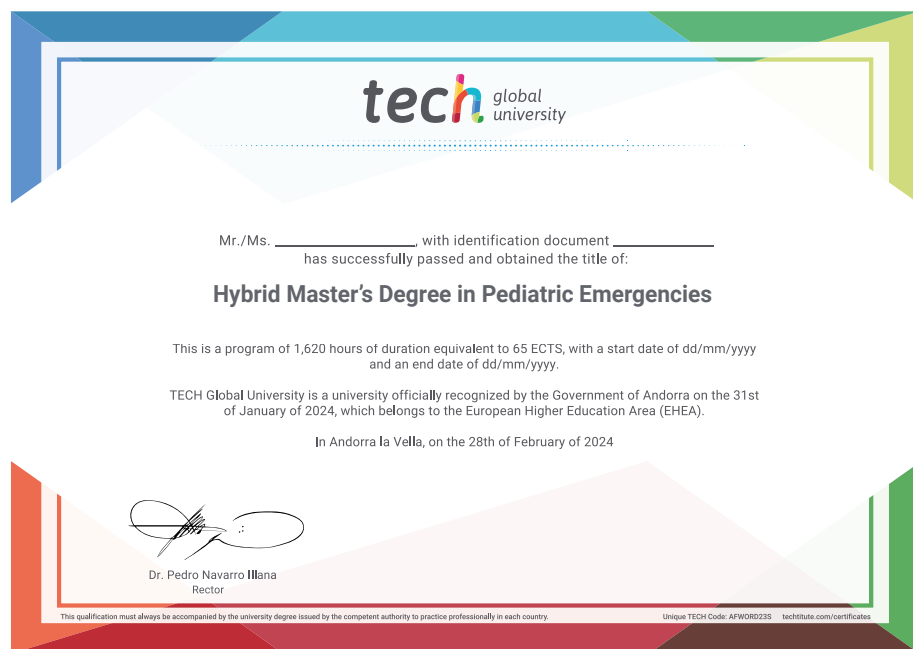 tech global university
Mr./Ms. ____________, with identification document ____________
has successfully passed and obtained the title of:
Hybrid Master's Degree in Pediatric Emergencies
This is a program of 1,620 hours of duration equivalent to 65 ECTS, with a start date of dd/mm/yyyy
and an end date of dd/mm/yyyy.
TECH Global University is a university officially recognized by the Government of Andorra on the 31st
of January of 2024, which belongs to the European Higher Education Area (EHEA).
In Andorra la Vella, on the 28th of February of 2024
Dr. Pedro Navarro Illana
Rector
This qualification must always be accompanied by the university degree issued by the competent authority to practice professionally in each country.
Unique TECH Code: AFWORD23S techtitute.com/certificates